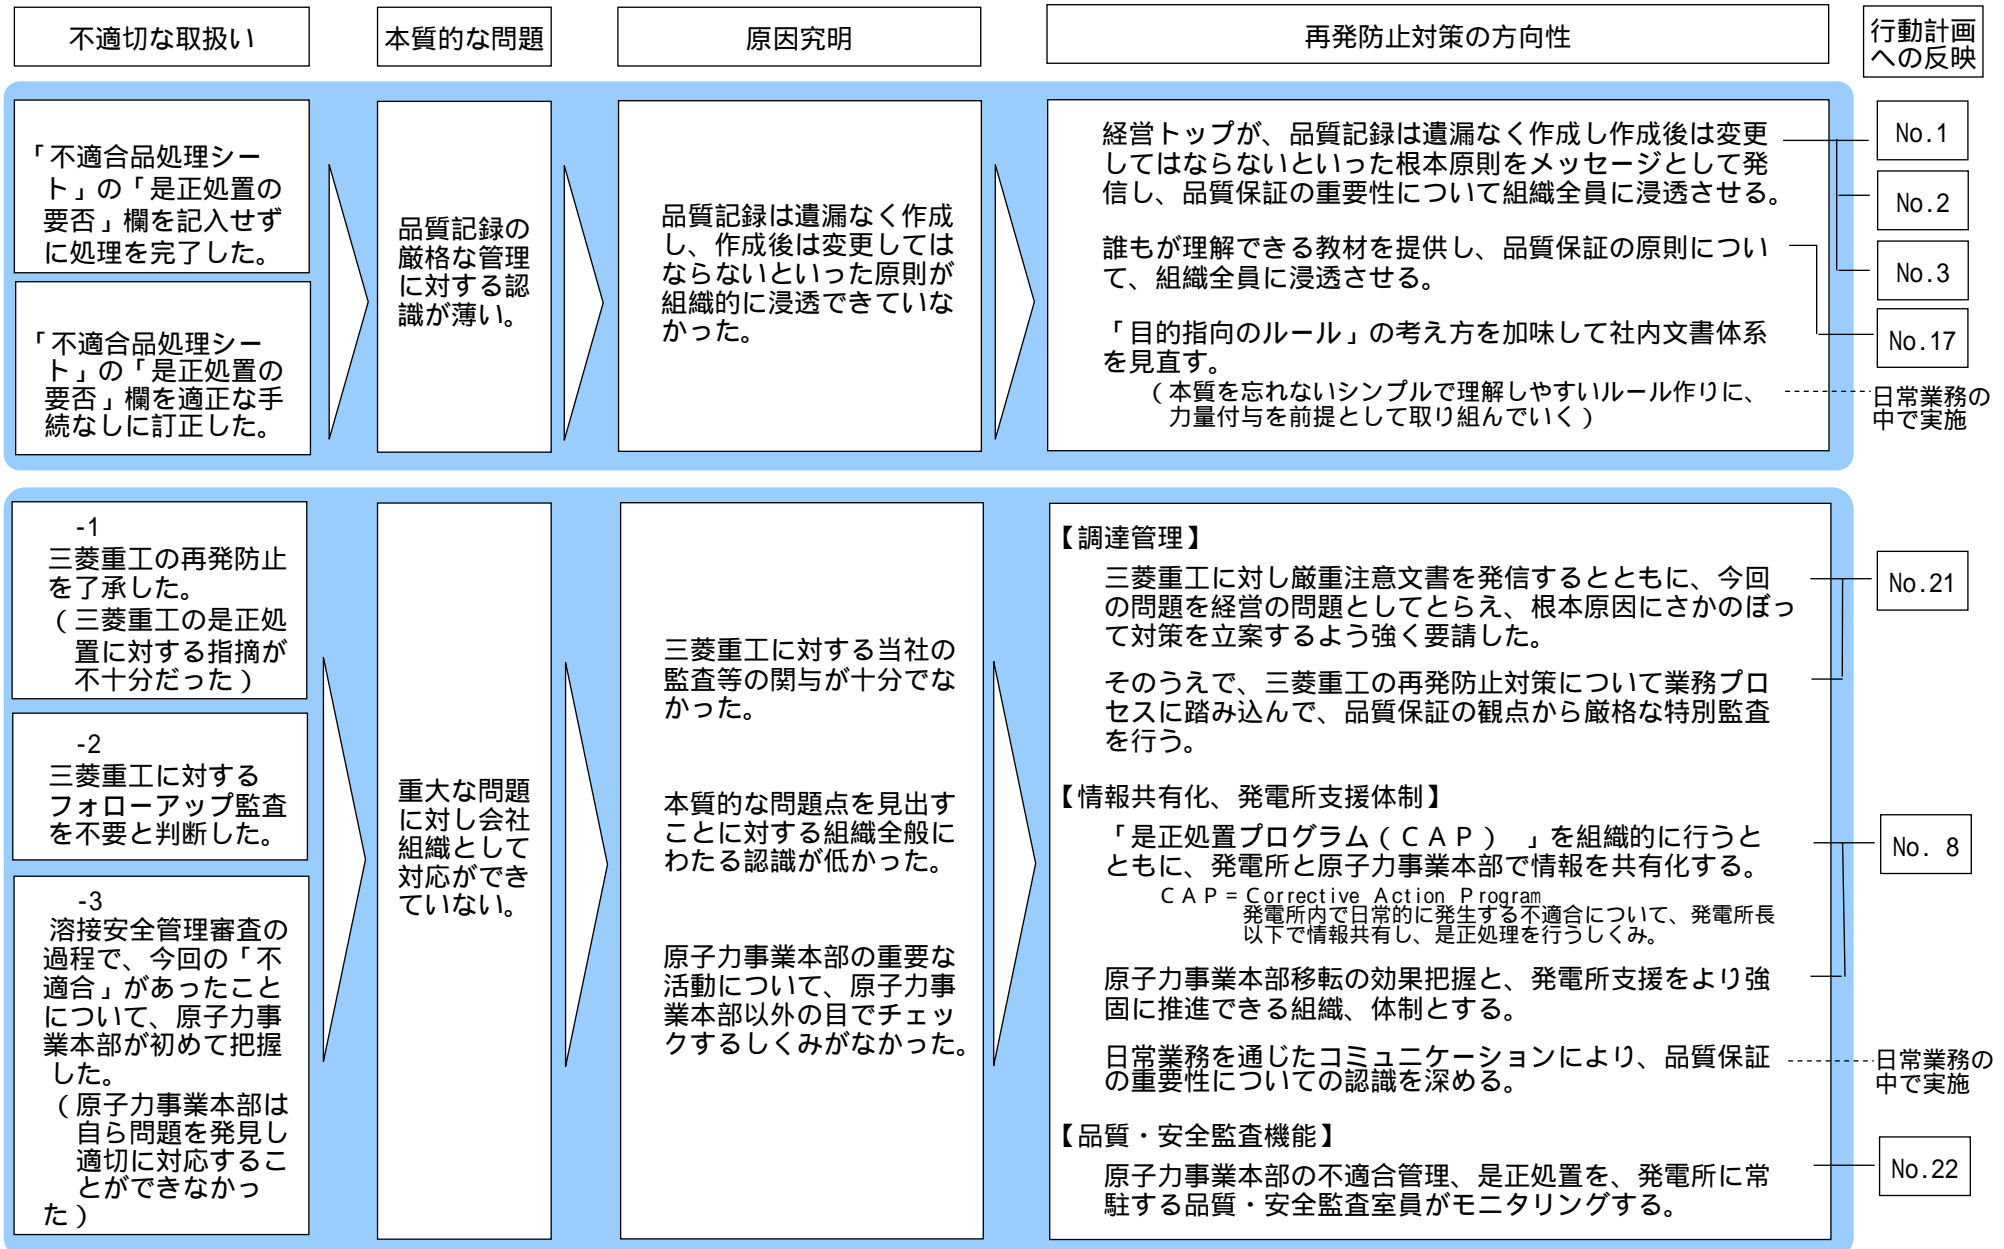 不適切な取扱い
本質的な問題
原因究明
再発防止対策の方向性
行動計画
への反映
「不適合品処理シー
ト」の「是正処置の
要否」欄を記入せず
に処理を完了した。
「不適合品処理シー
ト」の「是正処置の
要否」欄を適正な手
続なしに訂正した。
品質記録の
厳格な管理
に対する認
識が薄い。
品質記録は遺漏なく作成
し、作成後は変更しては
ならないといった原則が
組織的に浸透できていな
かった。
経営トップが、品質記録は遺漏なく作成し作成後は変更
してはならないといった根本原則をメッセージとして発
信し、品質保証の重要性について組織全員に浸透させる。
誰もが理解できる教材を提供し、品質保証の原則につい
て、組織全員に浸透させる。
「目的指向のルール」の考え方を加味して社内文書体系
を見直す。
（本質を忘れないシンプルで理解しやすいルール作りに、
力量付与を前提として取り組んでいく）
No.1
No.2
No.3
No.17
日常業務の
中で実施
-1
三菱重工の再発防止
を了承した。
（三菱重工の是正処
置に対する指摘が
不十分だった）
-2
三菱重工に対する
フォローアップ監査
を不要と判断した。
-3
溶接安全管理審査の
過程で、今回の「不
適合」があったこと
について、原子力事
業本部が初めて把握
した。
（原子力事業本部は
自ら問題を発見し
適切に対応するこ
とができなかっ
た）
重大な問題
に対し会社
組織として
対応ができ
ていない。
三菱重工に対する当社の
監査等の関与が十分でな
かった。
本質的な問題点を見出す
ことに対する組織全般に
わたる認識が低かった。
原子力事業本部の重要な
活動について、原子力事
業本部以外の目でチェッ
クするしくみがなかった。
【調達管理】
三菱重工に対し厳重注意文書を発信するとともに、今回
の問題を経営の問題としてとらえ、根本原因にさかのぼっ
て対策を立案するよう強く要請した。
そのうえで、三菱重工の再発防止対策について業務プロ
セスに踏み込んで、品質保証の観点から厳格な特別監査
を行う。
【情報共有化、発電所支援体制】
「是正処置プログラム（ＣＡＰ）　」を組織的に行うと
ともに、発電所と原子力事業本部で情報を共有化する。
ＣＡＰ＝Corrective Action Program
発電所内で日常的に発生する不適合について、発電所長
以下で情報共有し、是正処理を行うしくみ。
原子力事業本部移転の効果把握と、発電所支援をより強
固に推進できる組織、体制とする。
日常業務を通じたコミュニケーションにより、品質保証
の重要性についての認識を深める。
【品質・安全監査機能】
原子力事業本部の不適合管理、是正処置を、発電所に常
駐する品質・安全監査室員がモニタリングする。
No.21
No. 8
日常業務の
中で実施
No.22